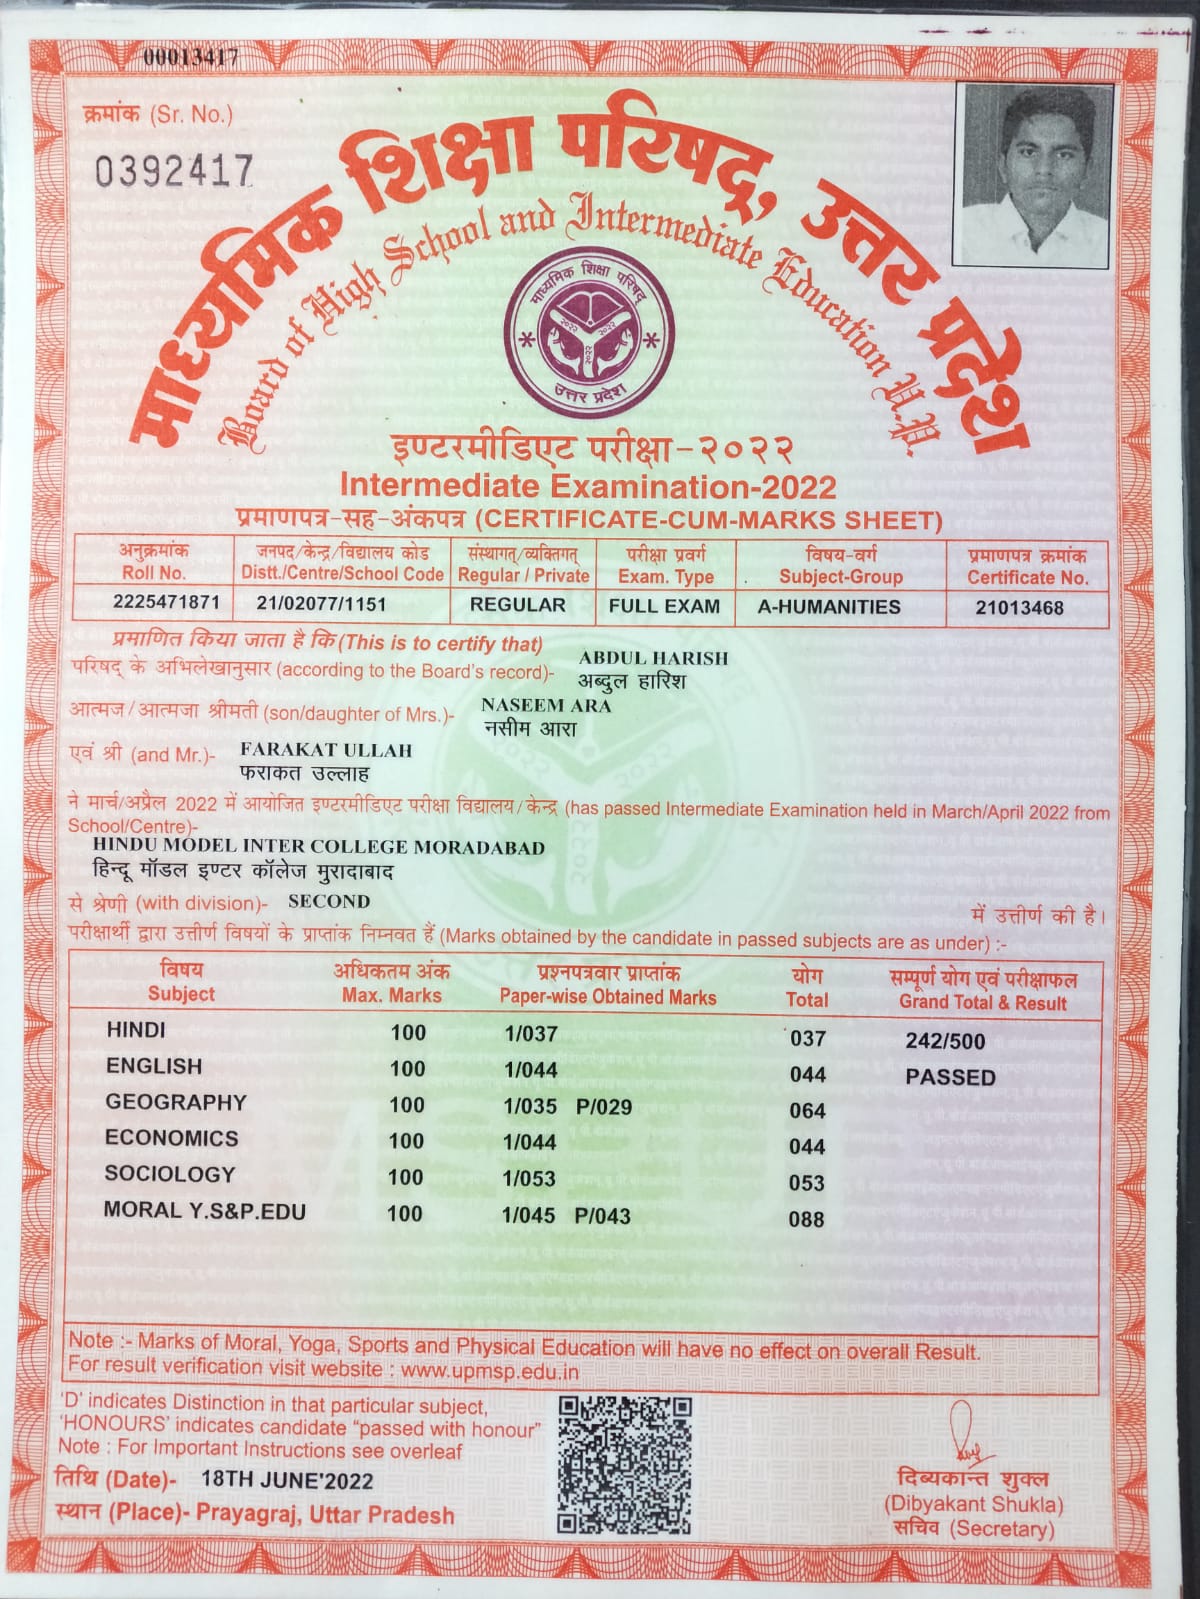 00013417
क्रमांक (Sr. No.)
0392417
माध्यमिक शिक्षा परिषद्, उत्तर प्रदेश
Board of High School and Intermediate Education U.P.
माध्यमिक शिक्षा परिषद्
२०२२ २०२२
२०२२
उत्तर प्रदेश
इण्टरमीडिएट परीक्षा-२०२२
Intermediate Examination-2022
प्रमाणपत्र-सह-अंकपत्र (CERTIFICATE-CUM-MARKS SHEET)
अनुक्रमांक जनपद/केन्द्र/विद्यालय कोड संस्थागत्/व्यक्तिगत् परीक्षा प्रवर्ग विषय-वर्ग प्रमाणपत्र क्रमांक
Roll No. Distt./Centre/School Code Regular / Private Exam. Type Subject-Group Certificate No.
2225471871 21/02077/1151 REGULAR FULL EXAM A-HUMANITIES 21013468
प्रमाणित किया जाता है कि (This is to certify that)
ABDUL HARISH
परिषद् के अभिलेखानुसार (according to the Board's record)-
अब्दुल हारिश
NASEEM ARA
आत्मज/आत्मजा श्रीमती (son/daughter of Mrs.)-
नसीम आरा
FARAKAT ULLAH
एवं श्री (and Mr.)-
फराकत उल्लाह
ने मार्च/अप्रैल 2022 में आयोजित इण्टरमीडिएट परीक्षा विद्यालय/केन्द्र (has passed Intermediate Examination held in March/April 2022 from
School/Centre)-
HINDU MODEL INTER COLLEGE MORADABAD
हिन्दू मॉडल इण्टर कॉलेज मुरादाबाद
से श्रेणी (with division)- SECOND में उत्तीर्ण की है।
परीक्षार्थी द्वारा उत्तीर्ण विषयों के प्राप्तांक निम्नवत हैं (Marks obtained by the candidate in passed subjects are as under) :-
विषय अधिकतम अंक प्रश्नपत्रवार प्राप्तांक योग सम्पूर्ण योग एवं परीक्षाफल
Subject Max. Marks Paper-wise Obtained Marks Total Grand Total & Result
HINDI 100 1/037 037 242/500
ENGLISH 100 1/044 044 PASSED
GEOGRAPHY 100 1/035 P/029 064
ECONOMICS 100 1/044 044
SOCIOLOGY 100 1/053 053
MORAL Y.S&P.EDU 100 1/045 P/043 088
Note :- Marks of Moral, Yoga, Sports and Physical Education will have no effect on overall Result.
For result verification visit website : www.upmsp.edu.in
'D' indicates Distinction in that particular subject,
'HONOURS' indicates candidate "passed with honour"
Note : For Important Instructions see overleaf
तिथि (Date)- 18TH JUNE'2022
स्थान (Place)- Prayagraj, Uttar Pradesh
दिब्यकान्त शुक्ल
(Dibyakant Shukla)
सचिव (Secretary)